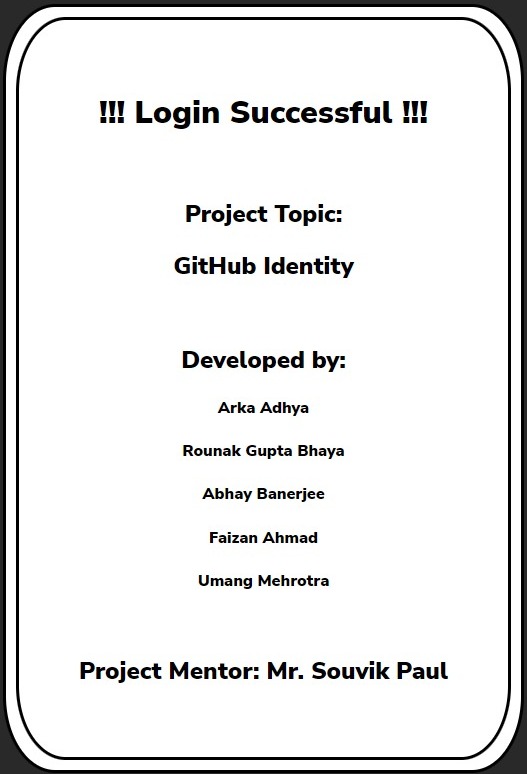 !!! Login Successful !!!
Project Topic:
GitHub Identity
Developed by:
Arka Adhya
Rounak Gupta Bhaya
Abhay Banerjee
Faizan Ahmad
Umang Mehrotra
Project Mentor: Mr. Souvik Paul